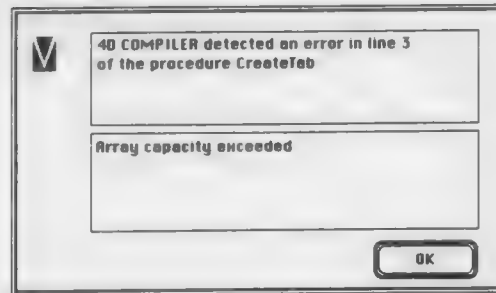 4D COMPILER detected an error in line 3
of the procedure CreateTab
Array capacity exceeded
OK